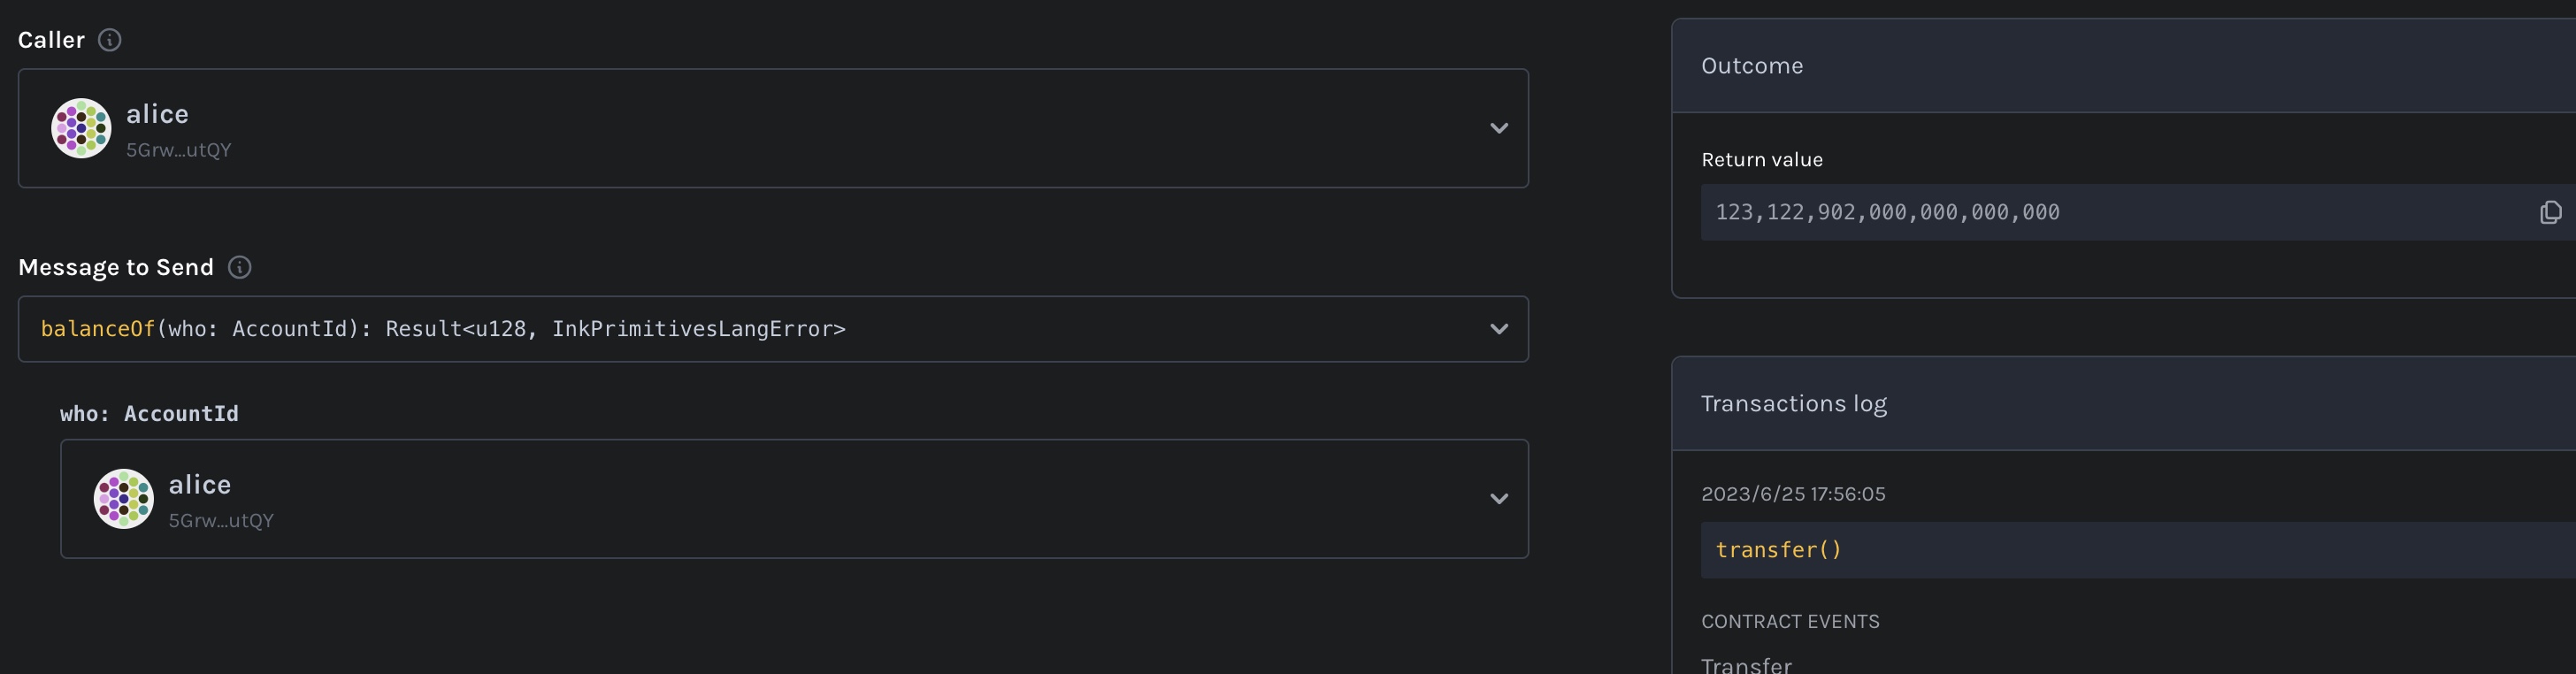 Caller
alice
5Grw...utQY
Message to Send
balanceOf(who: AccountId): Result<u128, InkPrimitivesLangError>
who: AccountId
alice
5Grw...utQY
Outcome
Return value
123,122,902,000,000,000,000
Transactions log
2023/6/25 17:56:05
transfer()
CONTRACT EVENTS
Transfer